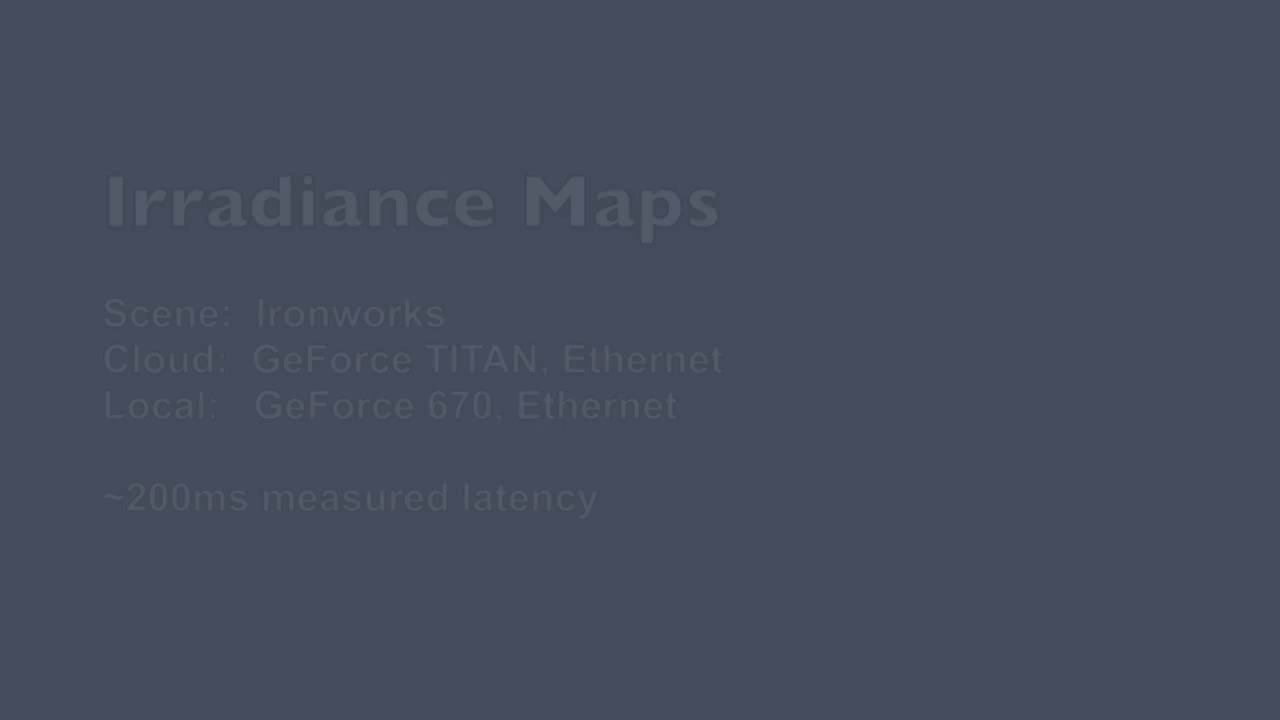 Irradiance Maps
Scene: Ironworks
Cloud: GeForce TITAN, Ethernet
Local: GeForce 670, Ethernet
~200ms measured latency